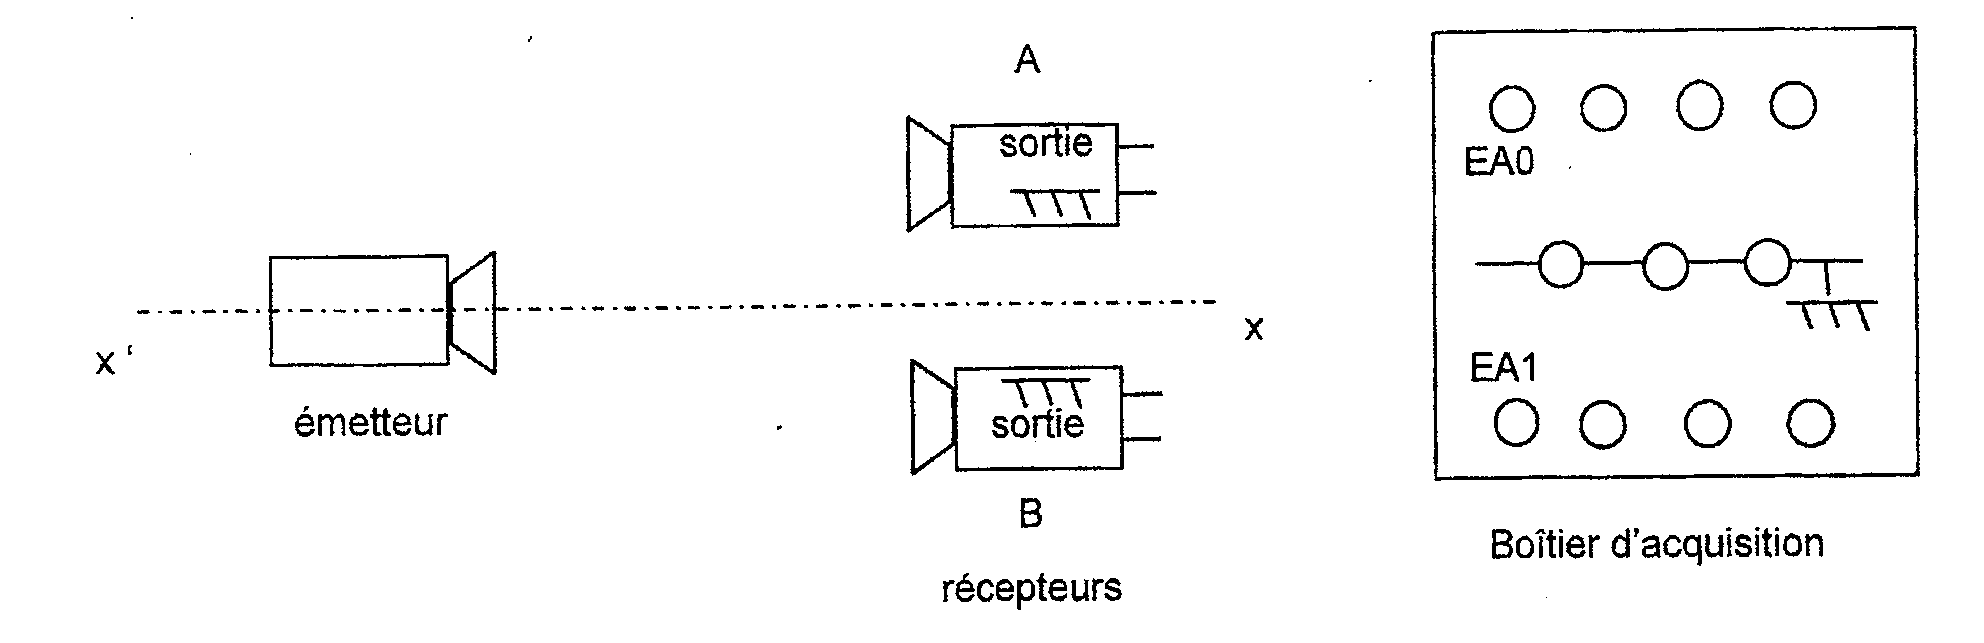 A
sortie
EA0
x'
x
émetteur
EA1
sortie
B
récepteurs
Boîtier d'acquisition